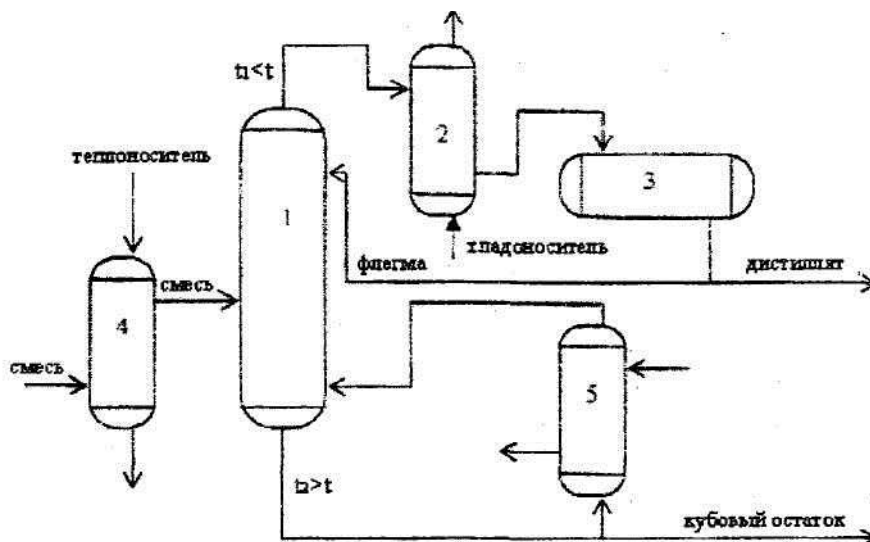 t₁<t
2
3
теплоноситель
1
хладоноситель
флегма
дистиллят
смесь
4
смесь
5
t₂>t
кубовый остаток